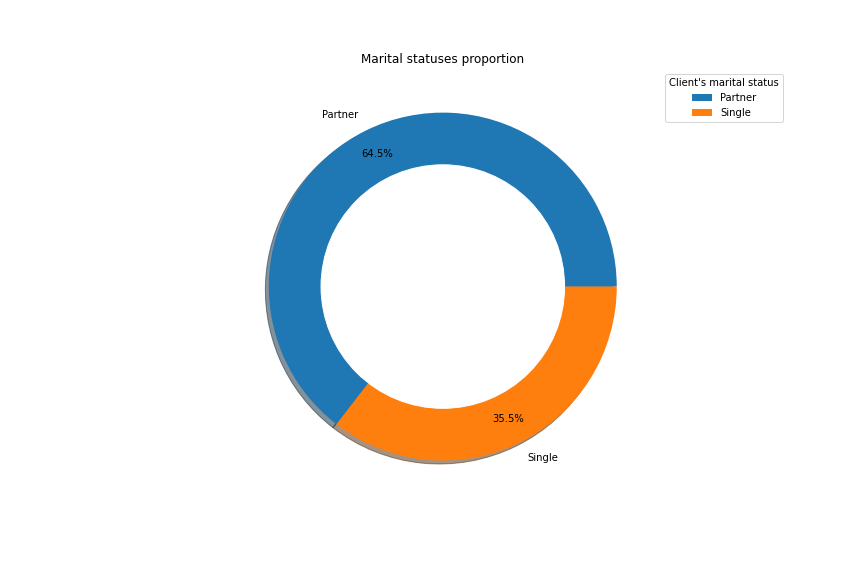 Marital statuses proportion
Client's marital status
Partner
Single
Partner
64.5%
35.5%
Single